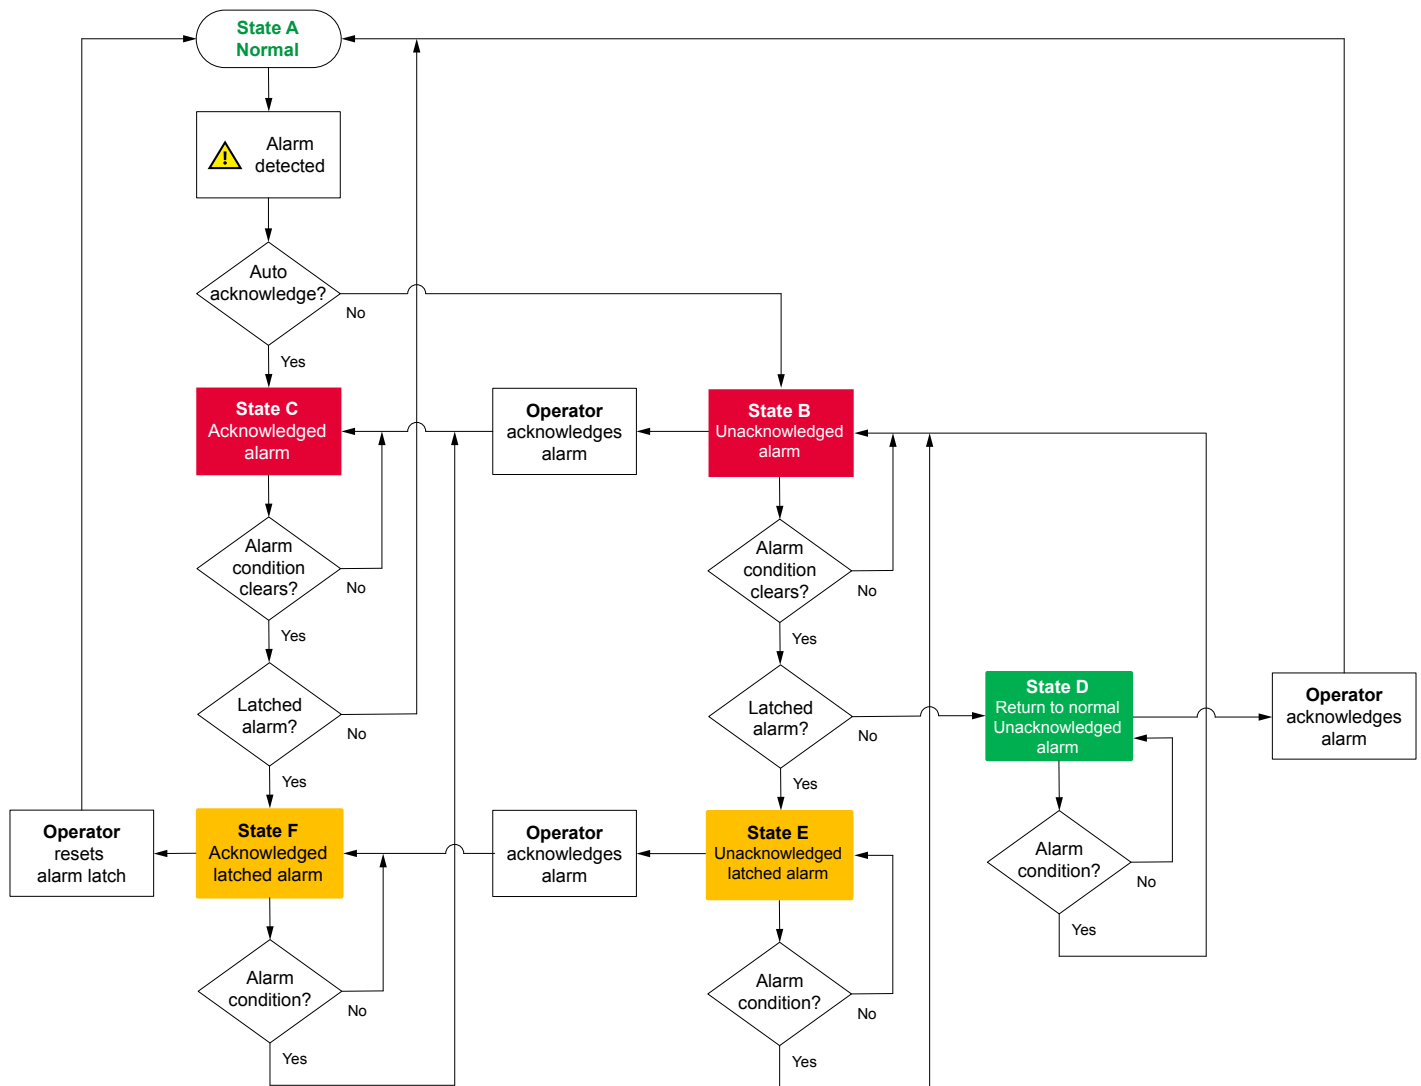 State A
Normal
Alarm
detected
Auto
acknowledge?
No
Yes
State C
Acknowledged
alarm
Operator
acknowledges
alarm
State B
Unacknowledged
alarm
Alarm
condition
clears?
No
Yes
Alarm
condition
clears?
No
Yes
Latched
alarm?
No
Yes
Latched
alarm?
No
Yes
State D
Return to normal
Unacknowledged
alarm
Operator
acknowledges
alarm
Operator
resets
alarm latch
State F
Acknowledged
latched alarm
Operator
acknowledges
alarm
State E
Unacknowledged
latched alarm
Alarm
condition?
No
Yes
Alarm
condition?
No
Yes
Alarm
condition?
No
Yes